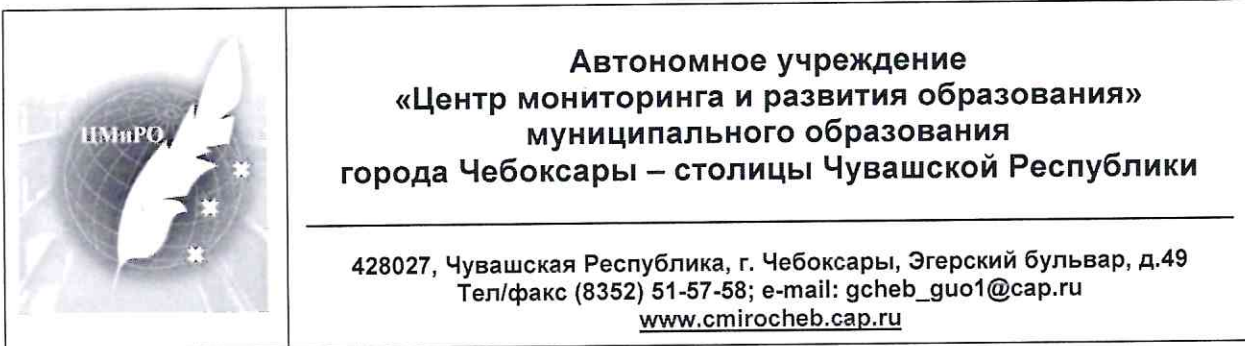 ЦМиРО
Автономное учреждение
«Центр мониторинга и развития образования»
муниципального образования
города Чебоксары – столицы Чувашской Республики
428027, Чувашская Республика, г. Чебоксары, Эгерский бульвар, д.49
Тел/факс (8352) 51-57-58; e-mail: gcheb_guo1@cap.ru
www.cmirocheb.cap.ru